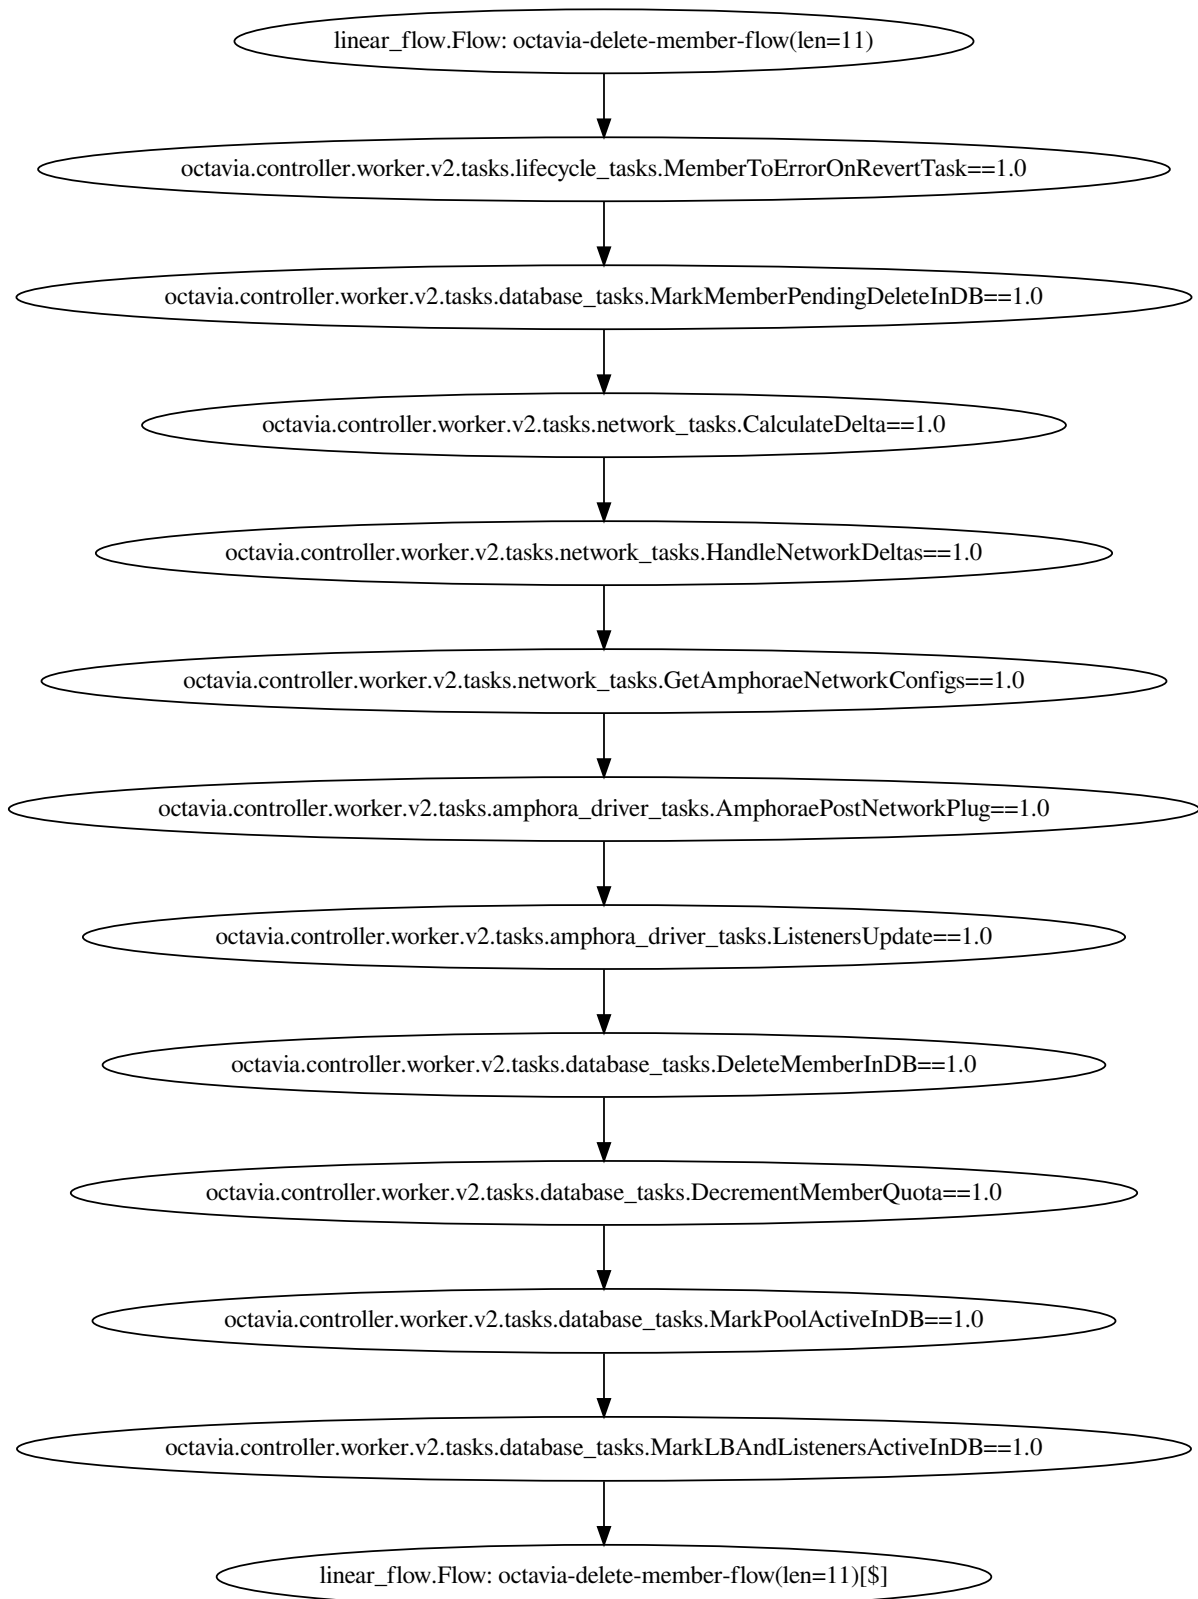 linear_flow.Flow: octavia-delete-member-flow(len=11)
octavia.controller.worker.v2.tasks.lifecycle_tasks.MemberToErrorOnRevertTask==1.0
octavia.controller.worker.v2.tasks.database_tasks.MarkMemberPendingDeleteInDB==1.0
octavia.controller.worker.v2.tasks.network_tasks.CalculateDelta==1.0
octavia.controller.worker.v2.tasks.network_tasks.HandleNetworkDeltas==1.0
octavia.controller.worker.v2.tasks.network_tasks.GetAmphoraeNetworkConfigs==1.0
octavia.controller.worker.v2.tasks.amphora_driver_tasks.AmphoraePostNetworkPlug==1.0
octavia.controller.worker.v2.tasks.amphora_driver_tasks.ListenersUpdate==1.0
octavia.controller.worker.v2.tasks.database_tasks.DeleteMemberInDB==1.0
octavia.controller.worker.v2.tasks.database_tasks.DecrementMemberQuota==1.0
octavia.controller.worker.v2.tasks.database_tasks.MarkPoolActiveInDB==1.0
octavia.controller.worker.v2.tasks.database_tasks.MarkLBAndListenersActiveInDB==1.0
linear_flow.Flow: octavia-delete-member-flow(len=11)[$]